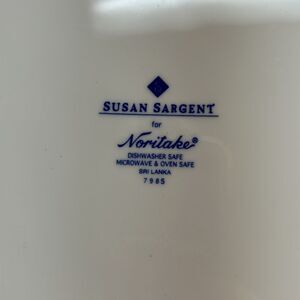 SUSAN SARGENT
for
Noritake®
DISHWASHER SAFE
MICROWAVE & OVEN SAFE
SRI LANKA
7985